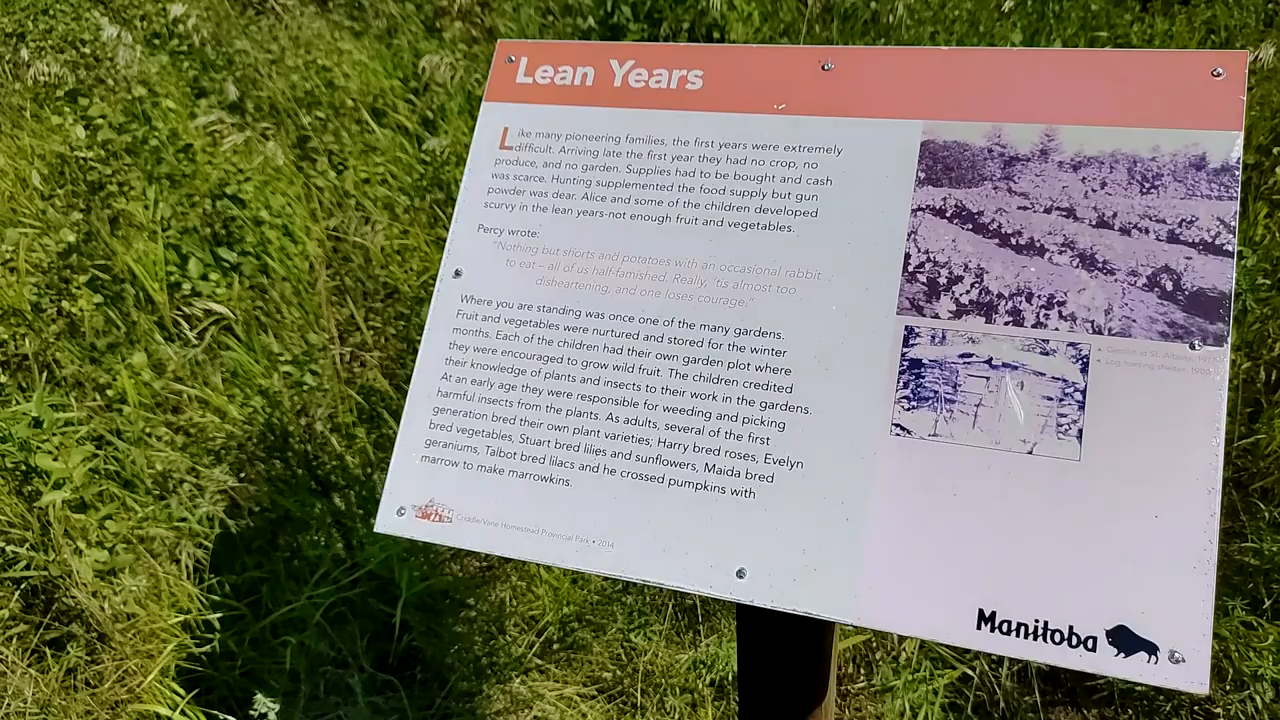 Lean Years
Like many pioneering families, the first years were extremely
difficult. Arriving late the first year they had no crop, no
produce, and no garden. Supplies had to be bought and cash
was scarce. Hunting supplemented the food supply but gun
powder was dear. Alice and some of the children developed
scurvy in the lean years-not enough fruit and vegetables.
Percy wrote:
"Nothing but shorts and potatoes with an occasional rabbit
to eat – all of us half-famished. Really, 'tis almost too
disheartening, and one loses courage."
Where you are standing was once one of the many gardens.
Fruit and vegetables were nurtured and stored for the winter
months. Each of the children had their own garden plot where
they were encouraged to grow wild fruit. The children credited
their knowledge of plants and insects to their work in the gardens.
At an early age they were responsible for weeding and picking
harmful insects from the plants. As adults, several of the first
generation bred their own plant varieties; Harry bred roses, Evelyn
bred vegetables, Stuart bred lilies and sunflowers, Maida bred
geraniums, Talbot bred lilacs and he crossed pumpkins with
marrow to make marrowkins.
Criddle/Vane Homestead Provincial Park • 2014
Garden at St. Albans,
Log hunting shelter,
Manitoba